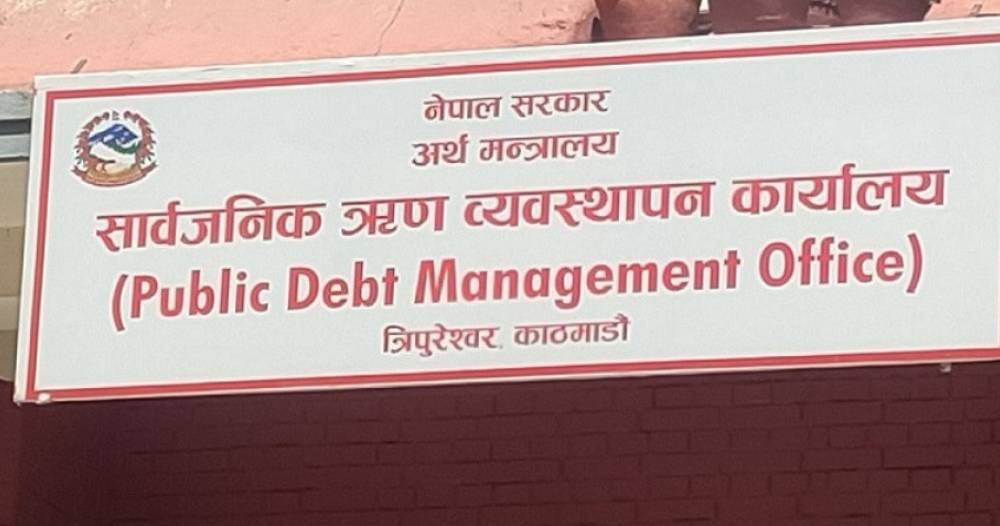 नेपाल सरकार
अर्थ मन्त्रालय
सार्वजनिक ऋण व्यवस्थापन कार्यालय
(Public Debt Management Office)
त्रिपुरेश्वर, काठमाडौं